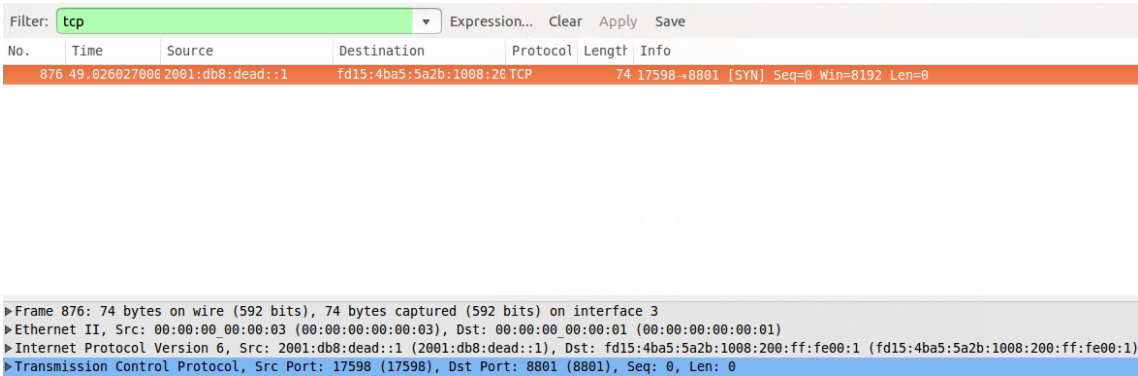 Filter: tcp Expression... Clear Apply Save
No. Time Source Destination Protocol Length Info
876 49.026027000 2001:db8:dead::1 fd15:4ba5:5a2b:1008:20 TCP 74 17598→8801 [SYN] Seq=0 Win=8192 Len=0
Frame 876: 74 bytes on wire (592 bits), 74 bytes captured (592 bits) on interface 3
Ethernet II, Src: 00:00:00_00:00:03 (00:00:00:00:00:03), Dst: 00:00:00_00:00:01 (00:00:00:00:00:01)
Internet Protocol Version 6, Src: 2001:db8:dead::1 (2001:db8:dead::1), Dst: fd15:4ba5:5a2b:1008:200:ff:fe00:1 (fd15:4ba5:5a2b:1008:200:ff:fe00:1)
Transmission Control Protocol, Src Port: 17598 (17598), Dst Port: 8801 (8801), Seq: 0, Len: 0